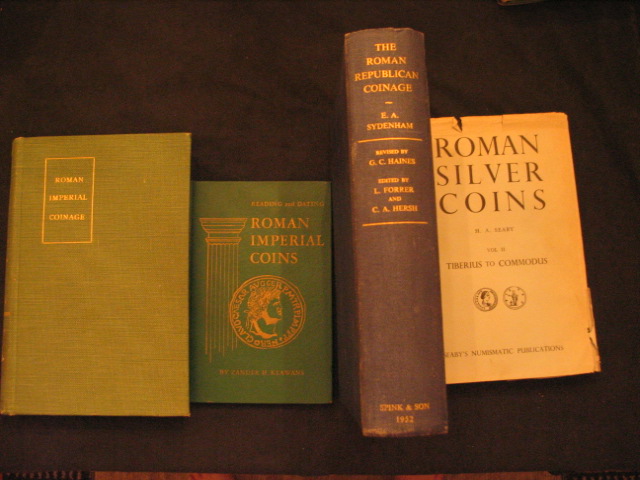 ROMAN
IMPERIAL
COINAGE
READING and DATING
ROMAN
IMPERIAL
COINS
BY ZANDER H KLAWANS
THE
ROMAN
REPUBLICAN
COINAGE
~
E. A.
SYDENHAM
REVISED BY
G. C. HAINES
EDITED BY
L. FORRER
AND
C. A. HERSH
SPINK & SON
1952
ROMAN
SILVER
COINS
H. A. SEABY
VOL II
TIBERIUS TO COMMODUS
SEABY'S NUMISMATIC PUBLICATIONS